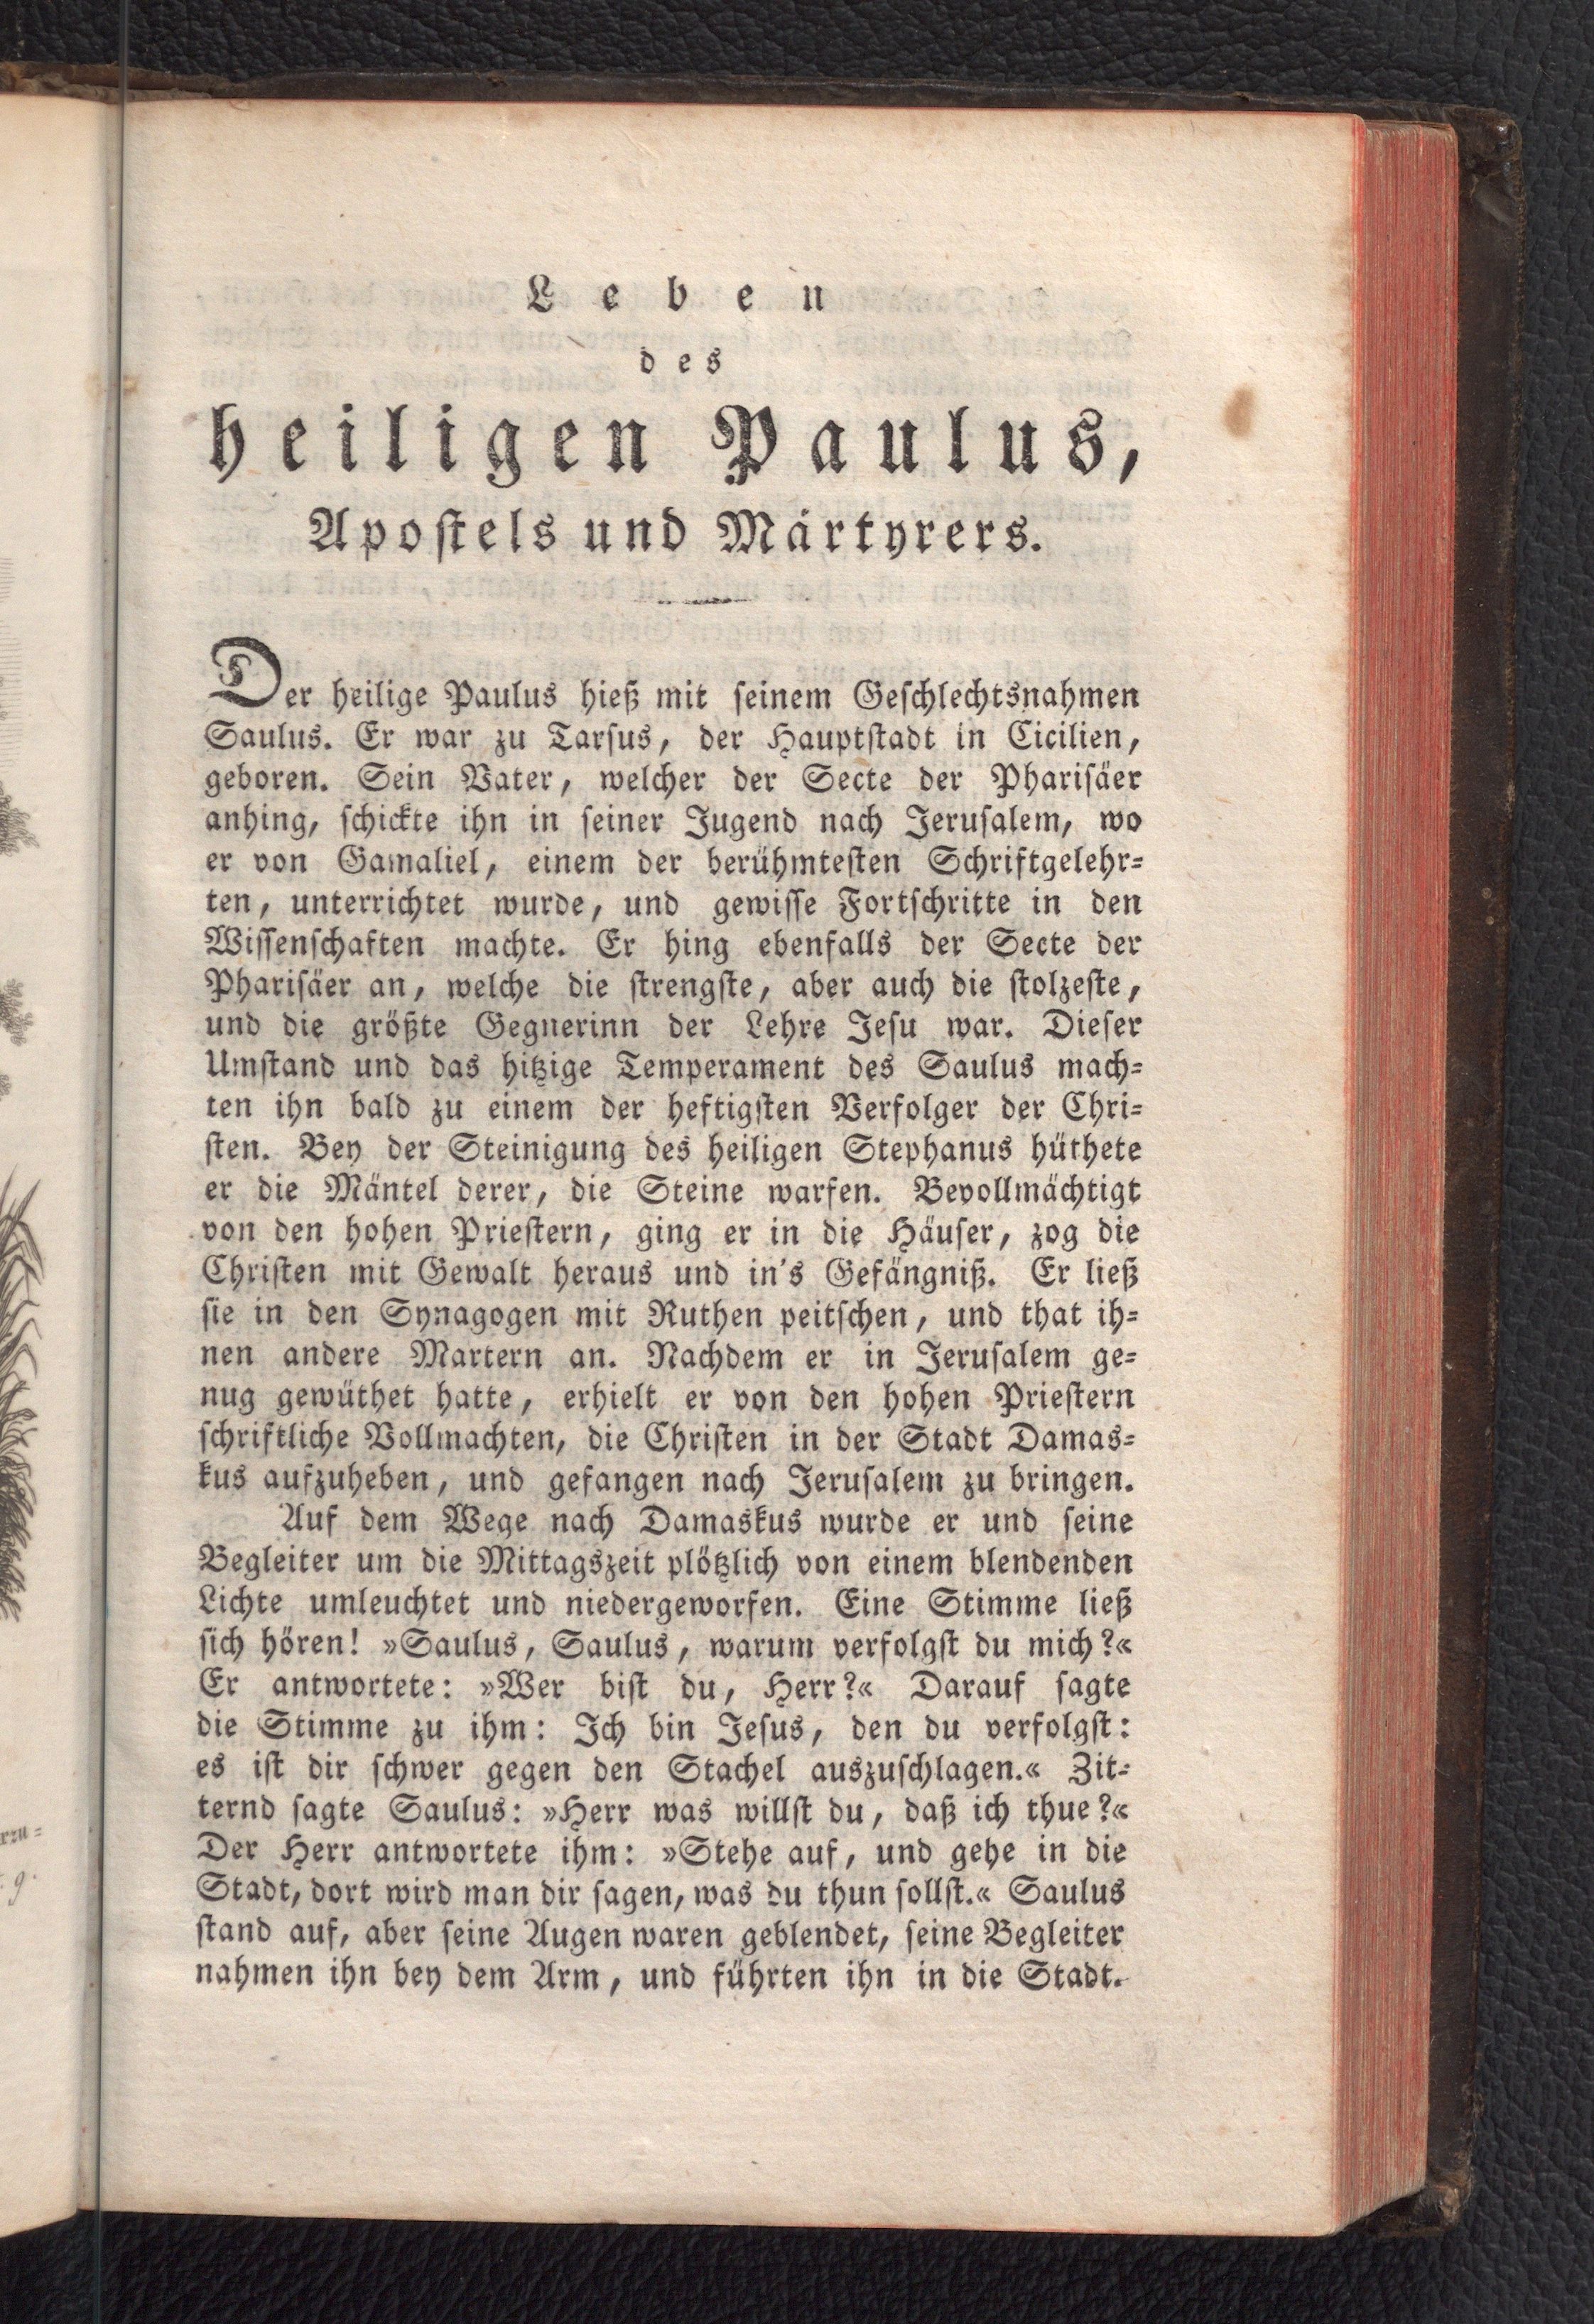 Leben
des
heiligen Paulus,
Apostels und Märtyrers.
Der heilige Paulus hieß mit seinem Geschlechtsnahmen
Saulus. Er war zu Tarsus, der Hauptstadt in Cicilien,
geboren. Sein Vater, welcher der Secte der Pharisäer
anhing, schickte ihn in seiner Jugend nach Jerusalem, wo
er von Gamaliel, einem der berühmtesten Schriftgelehr-
ten, unterrichtet wurde, und gewisse Fortschritte in den
Wissenschaften machte. Er hing ebenfalls der Secte der
Pharisäer an, welche die strengste, aber auch die stolzeste,
und die größte Gegnerinn der Lehre Jesu war. Dieser
Umstand und das hitzige Temperament des Saulus mach-
ten ihn bald zu einem der heftigsten Verfolger der Chri-
sten. Bey der Steinigung des heiligen Stephanus hüthete
er die Mäntel derer, die Steine warfen. Bevollmächtigt
von den hohen Priestern, ging er in die Häuser, zog die
Christen mit Gewalt heraus und in's Gefängniß. Er ließ
sie in den Synagogen mit Ruthen peitschen, und that ih-
nen andere Martern an. Nachdem er in Jerusalem ge-
nug gewüthet hatte, erhielt er von den hohen Priestern
schriftliche Vollmachten, die Christen in der Stadt Damas-
kus aufzuheben, und gefangen nach Jerusalem zu bringen.
Auf dem Wege nach Damaskus wurde er und seine
Begleiter um die Mittagszeit plötzlich von einem blendenden
Lichte umleuchtet und niedergeworfen. Eine Stimme ließ
sich hören! »Saulus, Saulus, warum verfolgst du mich?«
Er antwortete: »Wer bist du, Herr?« Darauf sagte
die Stimme zu ihm: Ich bin Jesus, den du verfolgst:
es ist dir schwer gegen den Stachel auszuschlagen.« Zit-
ternd sagte Saulus: »Herr was willst du, daß ich thue?«
Der Herr antwortete ihm: »Stehe auf, und gehe in die
Stadt, dort wird man dir sagen, was du thun sollst.« Saulus
stand auf, aber seine Augen waren geblendet, seine Begleiter
nahmen ihn bey dem Arm, und führten ihn in die Stadt.